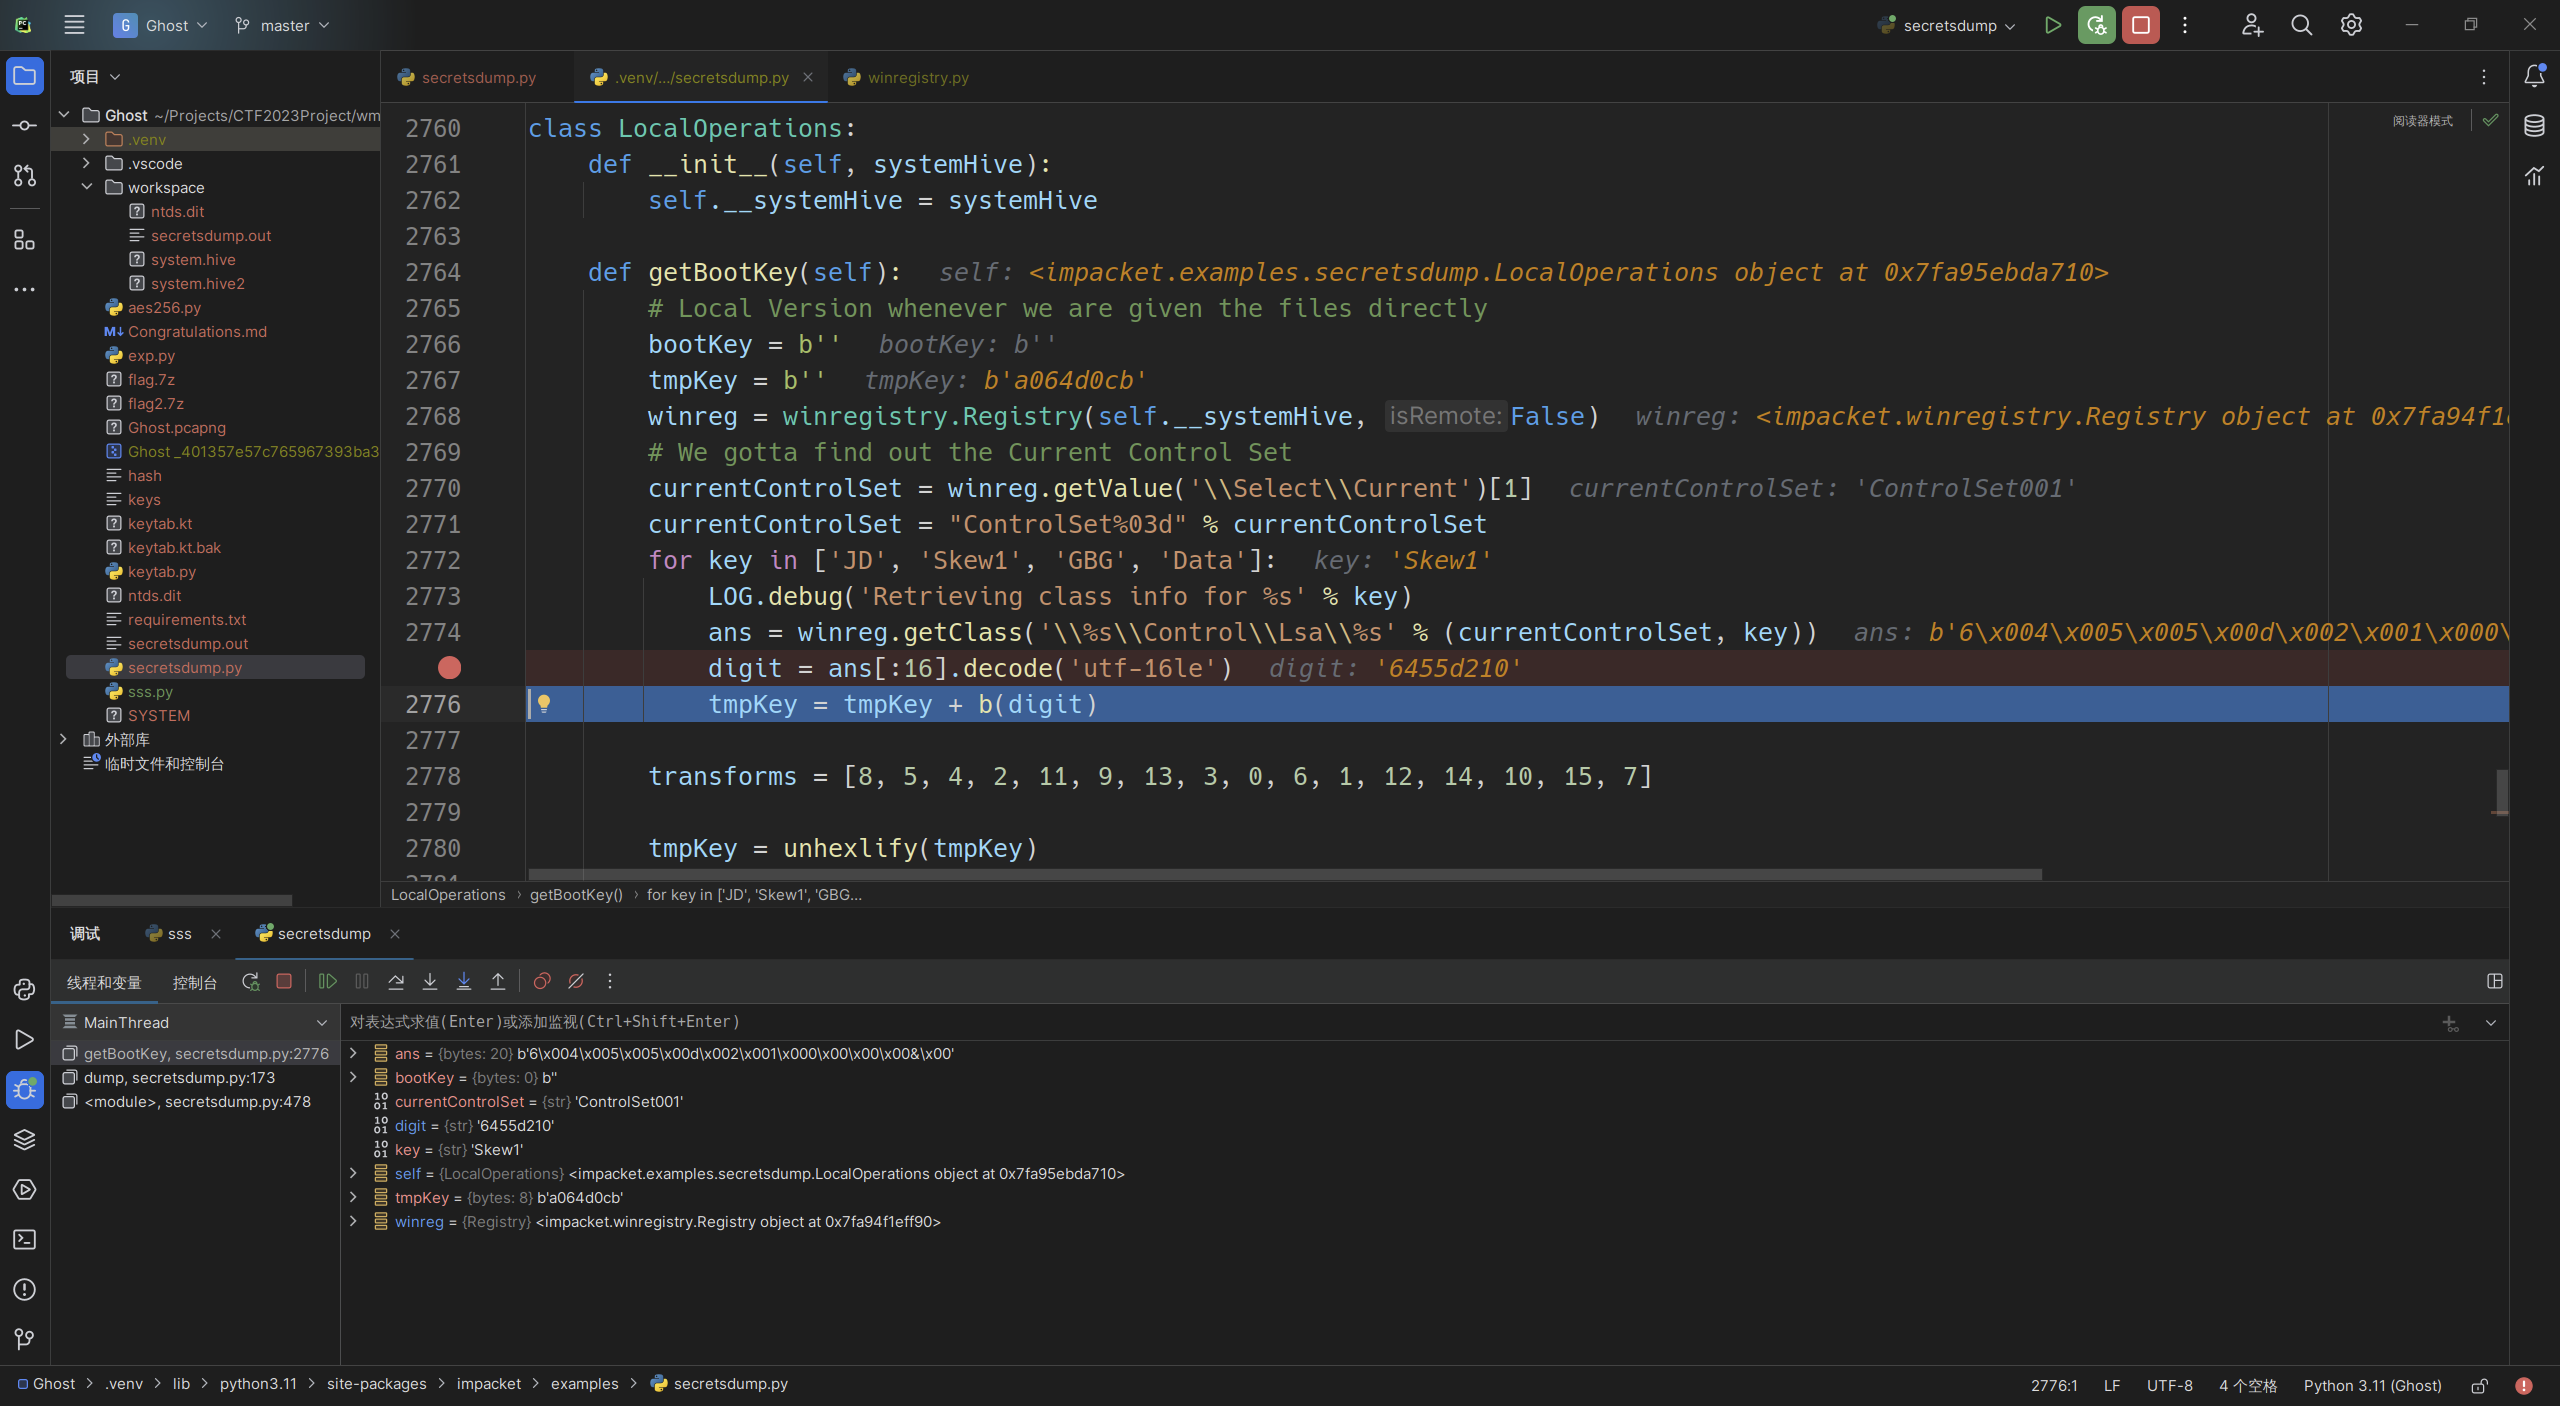 G Ghost master secretsdump
项目
secretsdump.py .venv/.../secretsdump.py winregistry.py
Ghost ~/Projects/CTF2023Project/wm
.venv
.vscode
workspace
ntds.dit
secretsdump.out
system.hive
system.hive2
aes256.py
Congratulations.md
exp.py
flag.7z
flag2.7z
Ghost.pcapng
Ghost_401357e57c765967393ba3
hash
keys
keytab.kt
keytab.kt.bak
keytab.py
ntds.dit
requirements.txt
secretsdump.out
secretsdump.py
sss.py
SYSTEM
外部库
临时文件和控制台
阅读器模式
2760 class LocalOperations:
2761 def __init__(self, systemHive):
2762 self.__systemHive = systemHive
2763
2764 def getBootKey(self): self: <impacket.examples.secretsdump.LocalOperations object at 0x7fa95ebda710>
2765 # Local Version whenever we are given the files directly
2766 bootKey = b'' bootKey: b''
2767 tmpKey = b'' tmpKey: b'a064d0cb'
2768 winreg = winregistry.Registry(self.__systemHive, isRemote: False) winreg: <impacket.winregistry.Registry object at 0x7fa94f1
2769 # We gotta find out the Current Control Set
2770 currentControlSet = winreg.getValue('\\Select\\Current')[1] currentControlSet: 'ControlSet001'
2771 currentControlSet = "ControlSet%03d" % currentControlSet
2772 for key in ['JD', 'Skew1', 'GBG', 'Data']: key: 'Skew1'
2773 LOG.debug('Retrieving class info for %s' % key)
2774 ans = winreg.getClass('\\%s\\Control\\Lsa\\%s' % (currentControlSet, key)) ans: b'6\x004\x005\x005\x00d\x002\x001\x000\
digit = ans[:16].decode('utf-16le') digit: '6455d210'
2776 tmpKey = tmpKey + b(digit)
2777
2778 transforms = [8, 5, 4, 2, 11, 9, 13, 3, 0, 6, 1, 12, 14, 10, 15, 7]
2779
2780 tmpKey = unhexlify(tmpKey)
2781
LocalOperations › getBootKey() › for key in ['JD', 'Skew1', 'GBG...
调试 sss secretsdump
线程和变量 控制台
MainThread
getBootKey, secretsdump.py:2776
dump, secretsdump.py:173
<module>, secretsdump.py:478
对表达式求值(Enter)或添加监视(Ctrl+Shift+Enter)
ans = {bytes: 20} b'6\x004\x005\x005\x00d\x002\x001\x000\x00\x00\x00&\x00'
bootKey = {bytes: 0} b''
currentControlSet = {str} 'ControlSet001'
digit = {str} '6455d210'
key = {str} 'Skew1'
self = {LocalOperations} <impacket.examples.secretsdump.LocalOperations object at 0x7fa95ebda710>
tmpKey = {bytes: 8} b'a064d0cb'
winreg = {Registry} <impacket.winregistry.Registry object at 0x7fa94f1eff90>
Ghost > .venv > lib > python3.11 > site-packages > impacket > examples > secretsdump.py
2776:1 LF UTF-8 4 个空格 Python 3.11 (Ghost)